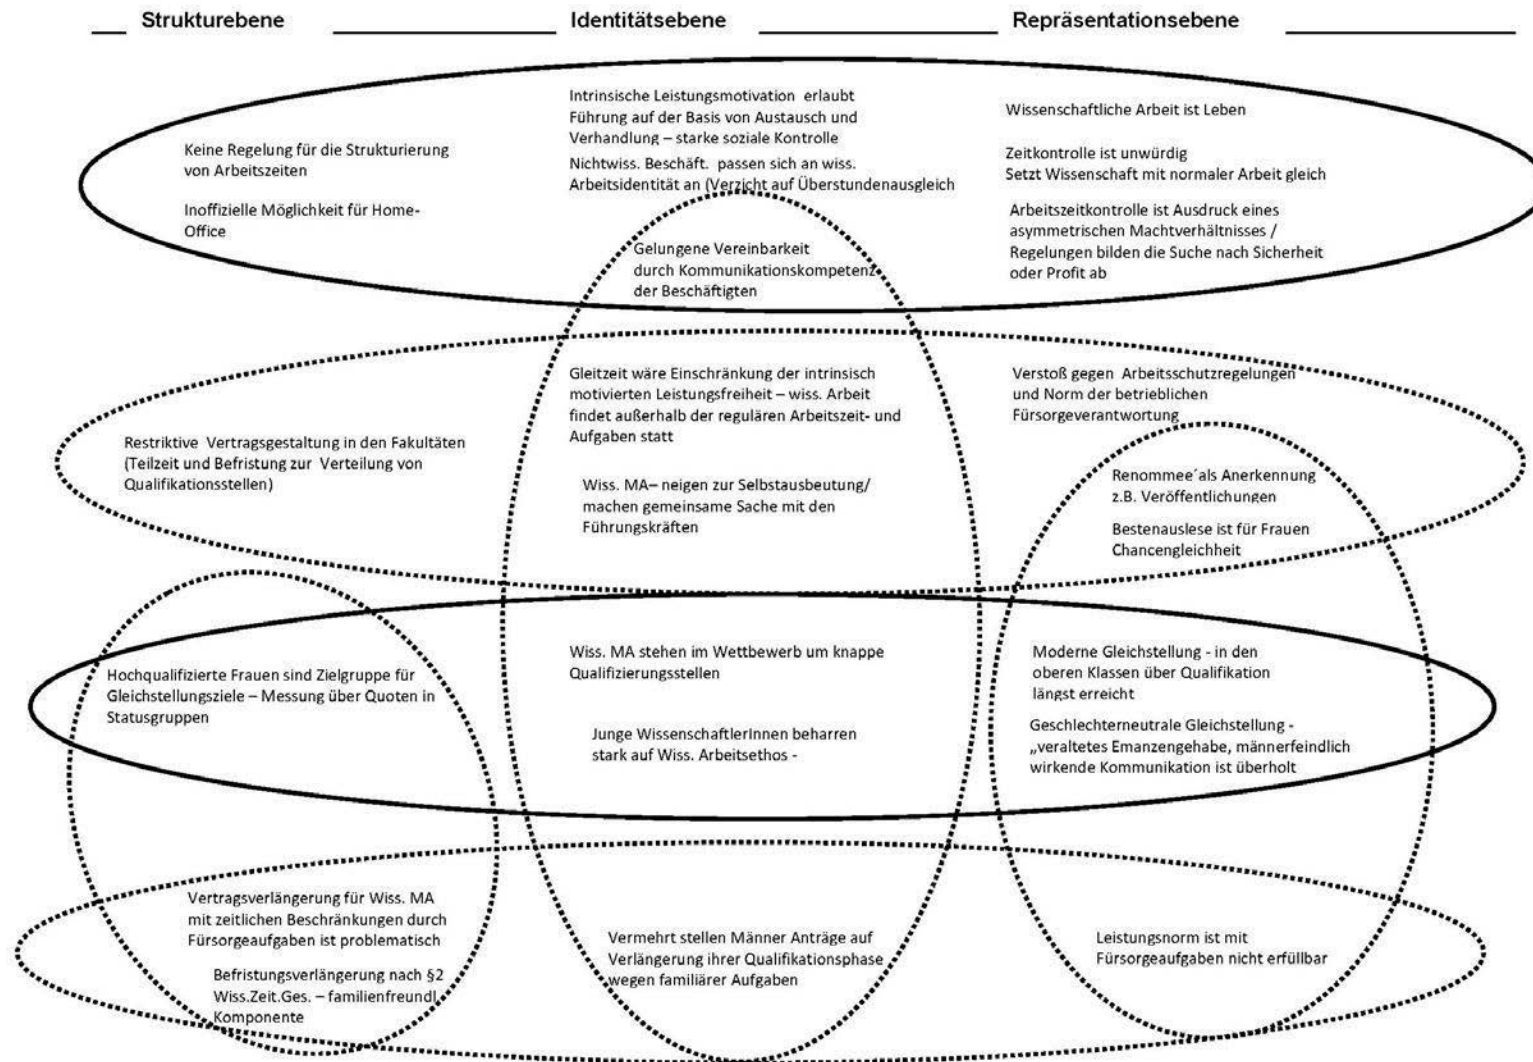 Strukturebene
Identitätsebene
Repräsentationsebene
Keine Regelung für die Strukturierung
von Arbeitszeiten
Inoffizielle Möglichkeit für Home-
Office
Intrinsische Leistungsmotivation erlaubt
Führung auf der Basis von Austausch und
Verhandlung – starke soziale Kontrolle
Nichtwiss. Beschäft. passen sich an wiss.
Arbeitsidentität an (Verzicht auf Überstundenausgleich
Gelungene Vereinbarkeit
durch Kommunikationskompetenz
der Beschäftigten
Wissenschaftliche Arbeit ist Leben
Zeitkontrolle ist unwürdig
Setzt Wissenschaft mit normaler Arbeit gleich
Arbeitszeitkontrolle ist Ausdruck eines
asymmetrischen Machtverhältnisses /
Regelungen bilden die Suche nach Sicherheit
oder Profit ab
Restriktive Vertragsgestaltung in den Fakultäten
(Teilzeit und Befristung zur Verteilung von
Qualifikationsstellen)
Gleitzeit wäre Einschränkung der intrinsisch
motivierten Leistungsfreiheit – wiss. Arbeit
findet außerhalb der regulären Arbeitszeit- und
Aufgaben statt
Wiss. MA– neigen zur Selbstausbeutung/
machen gemeinsame Sache mit den
Führungskräften
Verstoß gegen Arbeitsschutzregelungen
und Norm der betrieblichen
Fürsorgeverantwortung
Renommee´als Anerkennung
z.B. Veröffentlichungen
Bestenauslese ist für Frauen
Chancengleichheit
Hochqualifizierte Frauen sind Zielgruppe für
Gleichstellungsziele – Messung über Quoten in
Statusgruppen
Wiss. MA stehen im Wettbewerb um knappe
Qualifizierungsstellen
Junge WissenschaftlerInnen beharren
stark auf Wiss. Arbeitsethos -
Moderne Gleichstellung - in den
oberen Klassen über Qualifikation
längst erreicht
Geschlechterneutrale Gleichstellung -
„veraltetes Emanzengehabe, männerfeindlich
wirkende Kommunikation ist überholt
Vertragsverlängerung für Wiss. MA
mit zeitlichen Beschränkungen durch
Fürsorgeaufgaben ist problematisch
Befristungsverlängerung nach §2
Wiss.Zeit.Ges. – familienfreundl.
Komponente
Vermehrt stellen Männer Anträge auf
Verlängerung ihrer Qualifikationsphase
wegen familiärer Aufgaben
Leistungsnorm ist mit
Fürsorgeaufgaben nicht erfüllbar